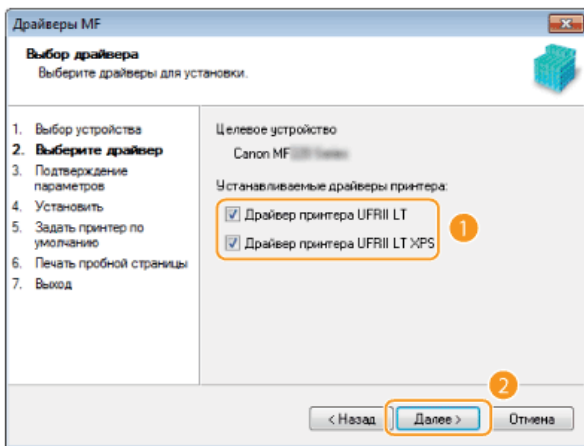 Драйверы MF
Выбор драйвера
Выберите драйверы для установки.
1. Выбор устройства
2. Выберите драйвер
3. Подтверждение
параметров
4. Установить
5. Задать принтер по
умолчанию
6. Печать пробной страницы
7. Выход
Целевое устройство
Canon MF
Устанавливаемые драйверы принтера:
Драйвер принтера UFRII LT
Драйвер принтера UFRII LT XPS
1
2
< Назад
Далее >
Отмена